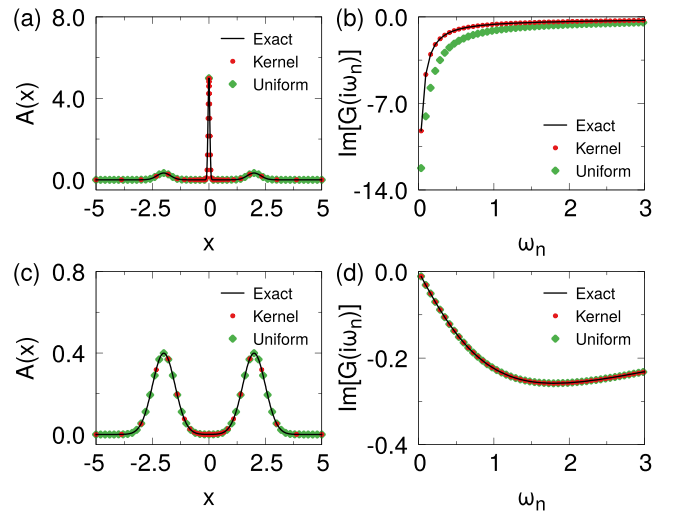 (a)
8.0
4.0
0.0
A(x)
Exact
Kernel
Uniform
-5
-2.5
0
2.5
5
x
(b)
0.0
-7.0
-14.0
Im[G(iωn)]
Exact
Kernel
Uniform
0
1
2
3
ωn
(c)
0.8
0.4
0.0
A(x)
Exact
Kernel
Uniform
-5
-2.5
0
2.5
5
x
(d)
0.0
-0.2
-0.4
Im[G(iωn)]
Exact
Kernel
Uniform
0
1
2
3
ωn